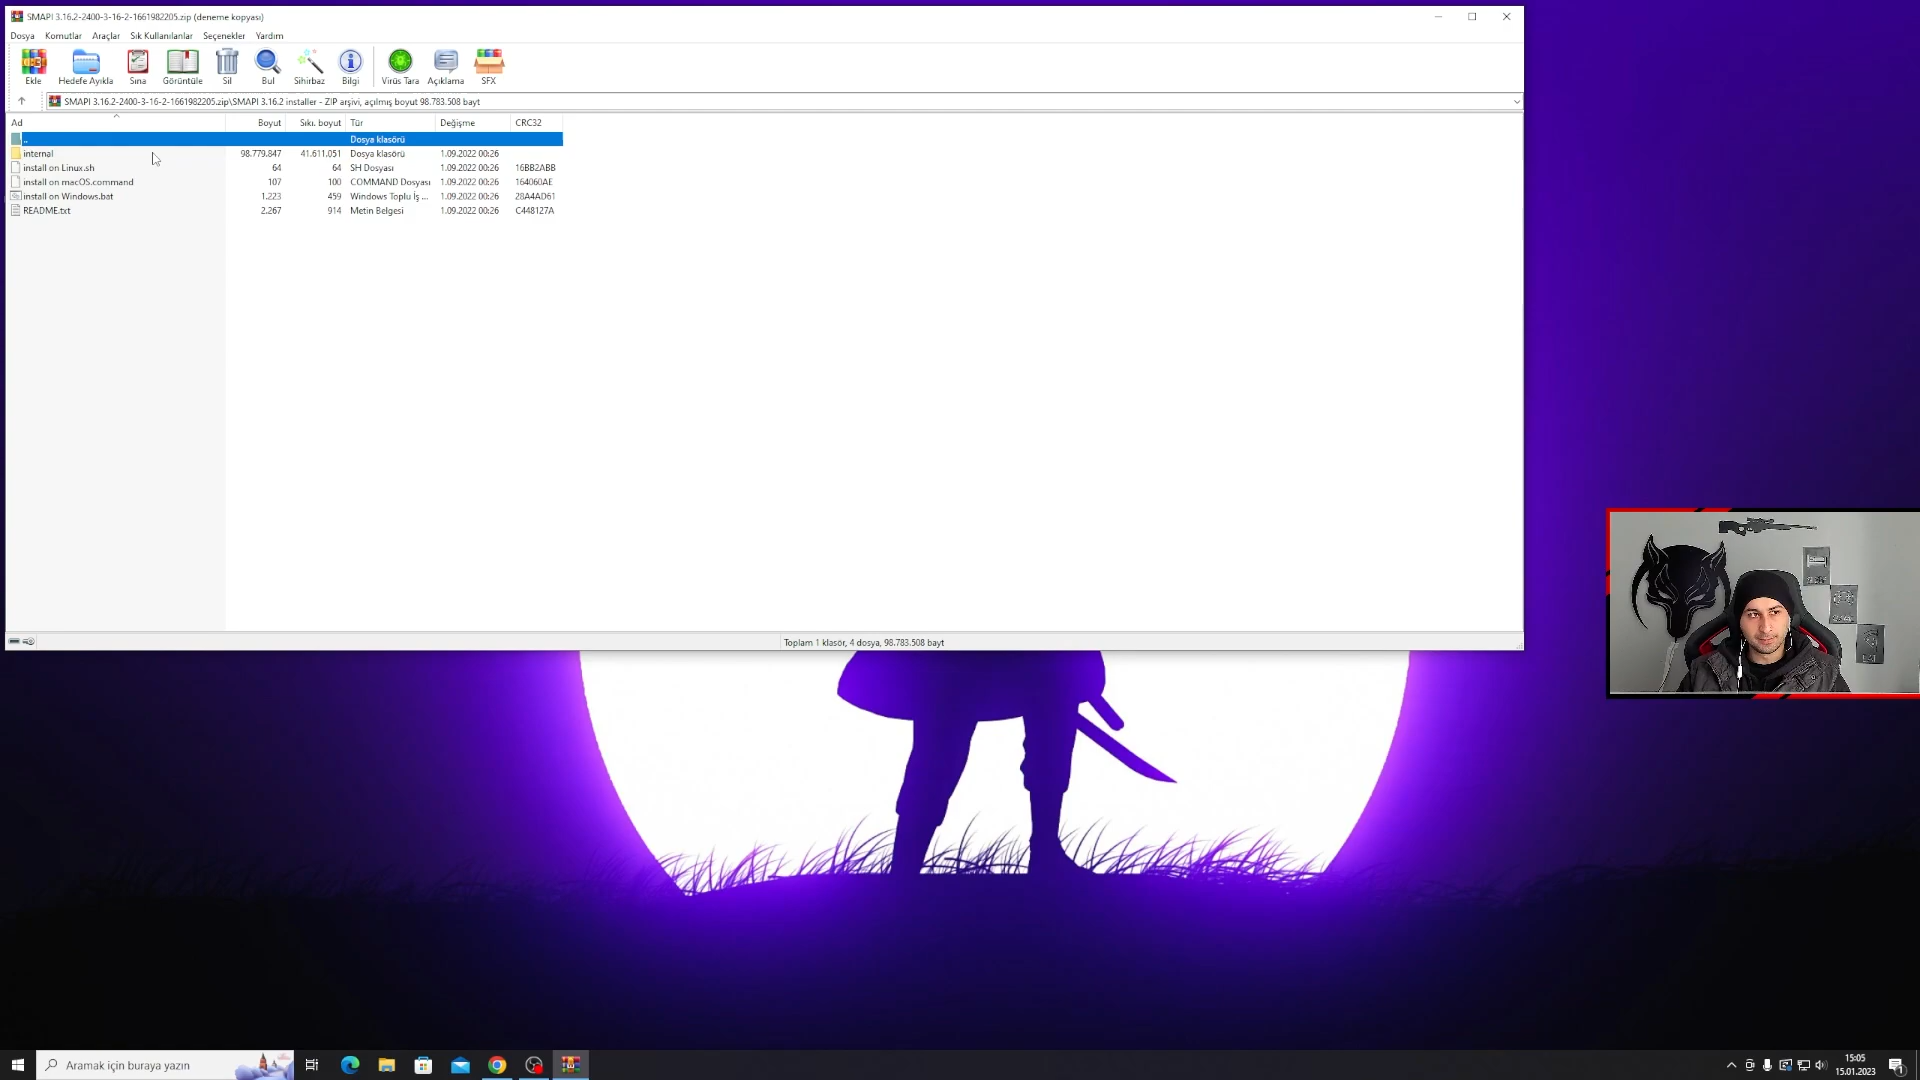 SMAPI 3.16.2-2400-3-16-2-1661982205.zip (deneme kopyası)
Dosya Komutlar Araçlar Sık Kullanılanlar Seçenekler Yardım
Ekle Hedefe Ayıkla Sına Görüntüle Sil Bul Sihirbaz Bilgi Virüs Tara Açıklama SFX
SMAPI 3.16.2-2400-3-16-2-1661982205.zip\SMAPI 3.16.2 installer - ZIP arşivi, açılmış boyut 98.783.508 bayt
Ad Boyut Sıkı. boyut Tür Değişme CRC32
.. Dosya klasörü
internal 98.779.847 41.611.051 Dosya klasörü 1.09.2022 00:26
install on Linux.sh 64 64 SH Dosyası 1.09.2022 00:26 16BB2ABB
install on macOS.command 107 100 COMMAND Dosyası 1.09.2022 00:26 164060AE
install on Windows.bat 1.223 459 Windows Toplu İş ... 1.09.2022 00:26 28A4AD61
README.txt 2.267 914 Metin Belgesi 1.09.2022 00:26 C448127A
Toplam 1 klasör, 4 dosya, 98.783.508 bayt
Aramak için buraya yazın
15:05
15.01.2023